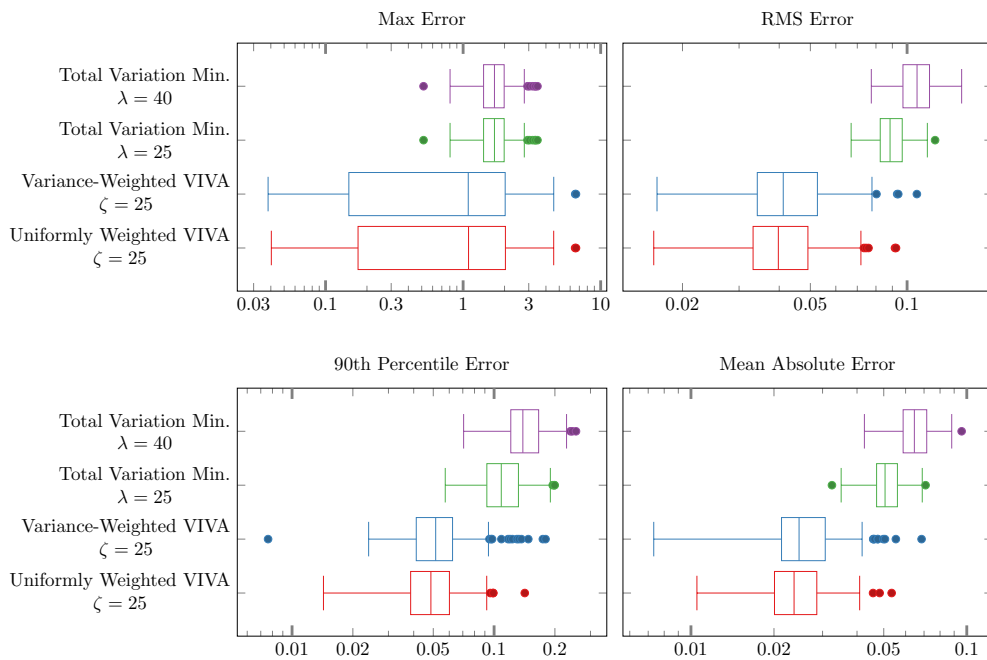 Max Error
RMS Error
Total Variation Min.
λ = 40
Total Variation Min.
λ = 25
Variance-Weighted VIVA
ζ = 25
Uniformly Weighted VIVA
ζ = 25
0.03 0.1 0.3 1 3 10
0.02 0.05 0.1
90th Percentile Error
Mean Absolute Error
Total Variation Min.
λ = 40
Total Variation Min.
λ = 25
Variance-Weighted VIVA
ζ = 25
Uniformly Weighted VIVA
ζ = 25
0.01 0.02 0.05 0.1 0.2
0.01 0.02 0.05 0.1